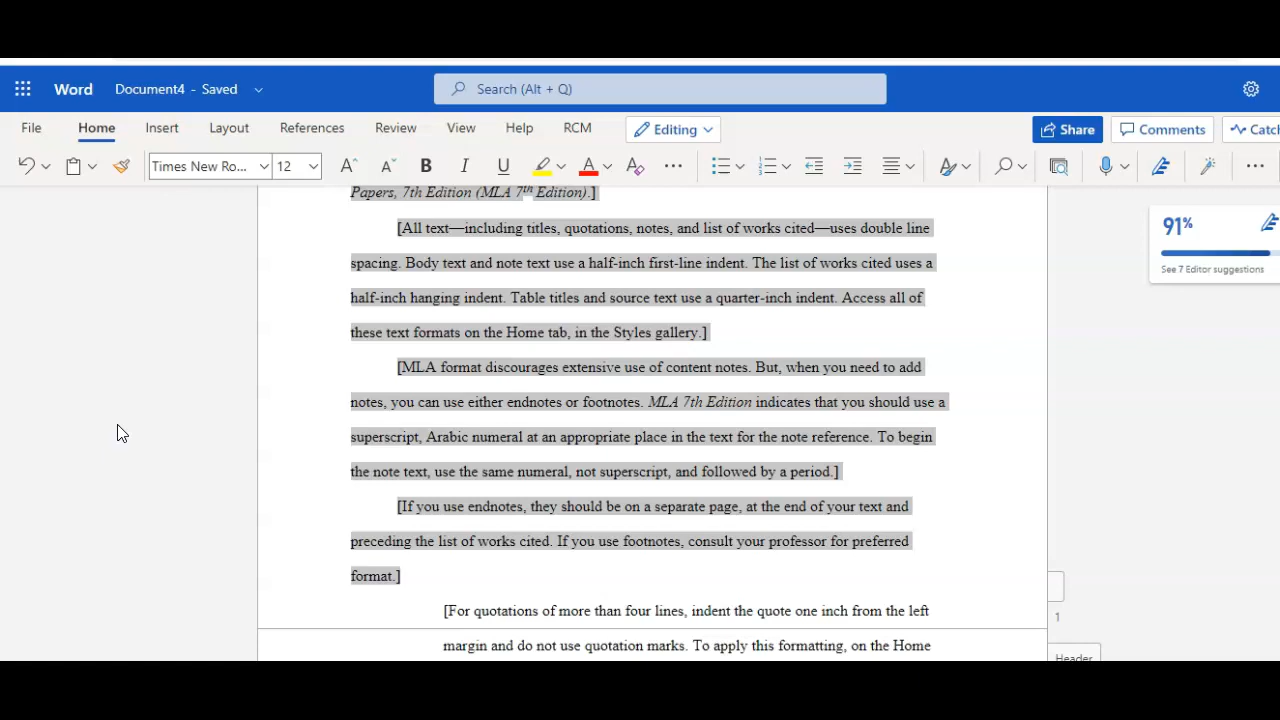 Word Document4 - Saved Search (Alt + Q)
File Home Insert Layout References Review View Help RCM Editing Share Comments Catch
Times New Ro... 12 B I U A
Papers, 7th Edition (MLA 7th Edition).]
[All text—including titles, quotations, notes, and list of works cited—uses double line
spacing. Body text and note text use a half-inch first-line indent. The list of works cited uses a
half-inch hanging indent. Table titles and source text use a quarter-inch indent. Access all of
these text formats on the Home tab, in the Styles gallery.]
[MLA format discourages extensive use of content notes. But, when you need to add
notes, you can use either endnotes or footnotes. MLA 7th Edition indicates that you should use a
superscript, Arabic numeral at an appropriate place in the text for the note reference. To begin
the note text, use the same numeral, not superscript, and followed by a period.]
[If you use endnotes, they should be on a separate page, at the end of your text and
preceding the list of works cited. If you use footnotes, consult your professor for preferred
format.]
[For quotations of more than four lines, indent the quote one inch from the left
margin and do not use quotation marks. To apply this formatting, on the Home
91%
See 7 Editor suggestions
1
Header